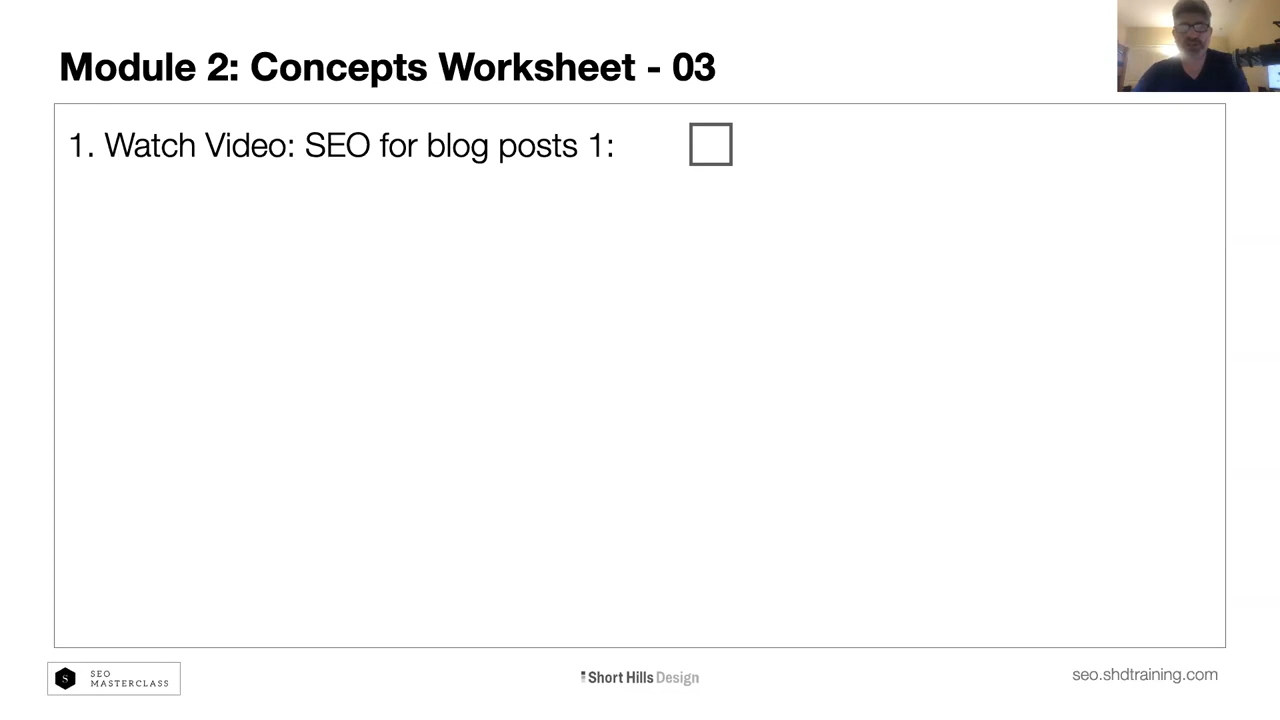 Module 2: Concepts Worksheet - 03
1. Watch Video: SEO for blog posts 1:
S
SEO
MASTERCLASS
Short Hills Design
seo.shdtraining.com